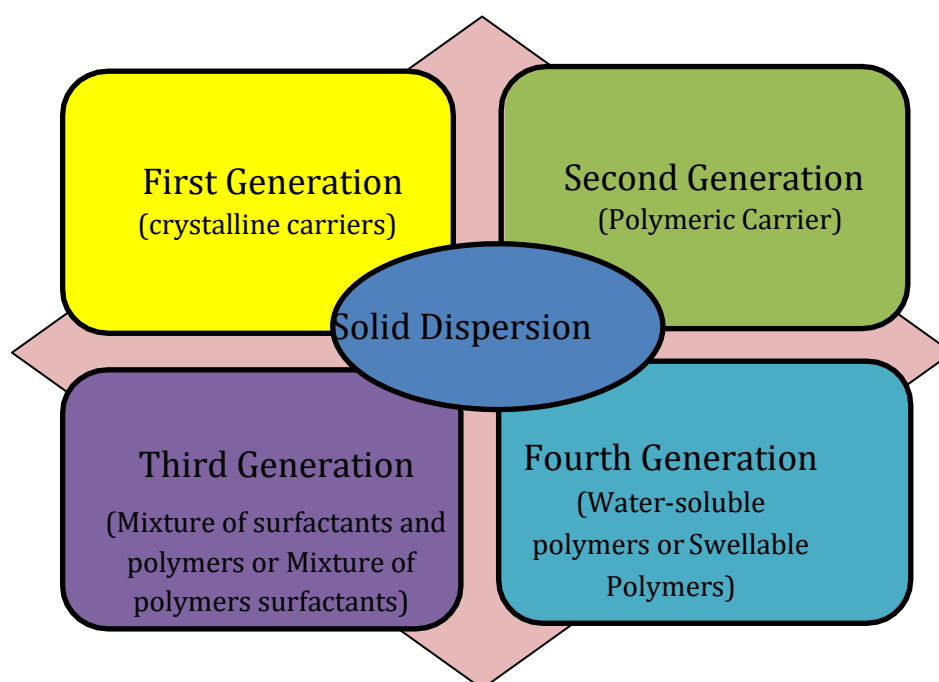 First Generation
(crystalline carriers)
Second Generation
(Polymeric Carrier)
Solid Dispersion
Third Generation
(Mixture of surfactants and
polymers or Mixture of
polymers surfactants)
Fourth Generation
(Water-soluble
polymers or Swellable
Polymers)